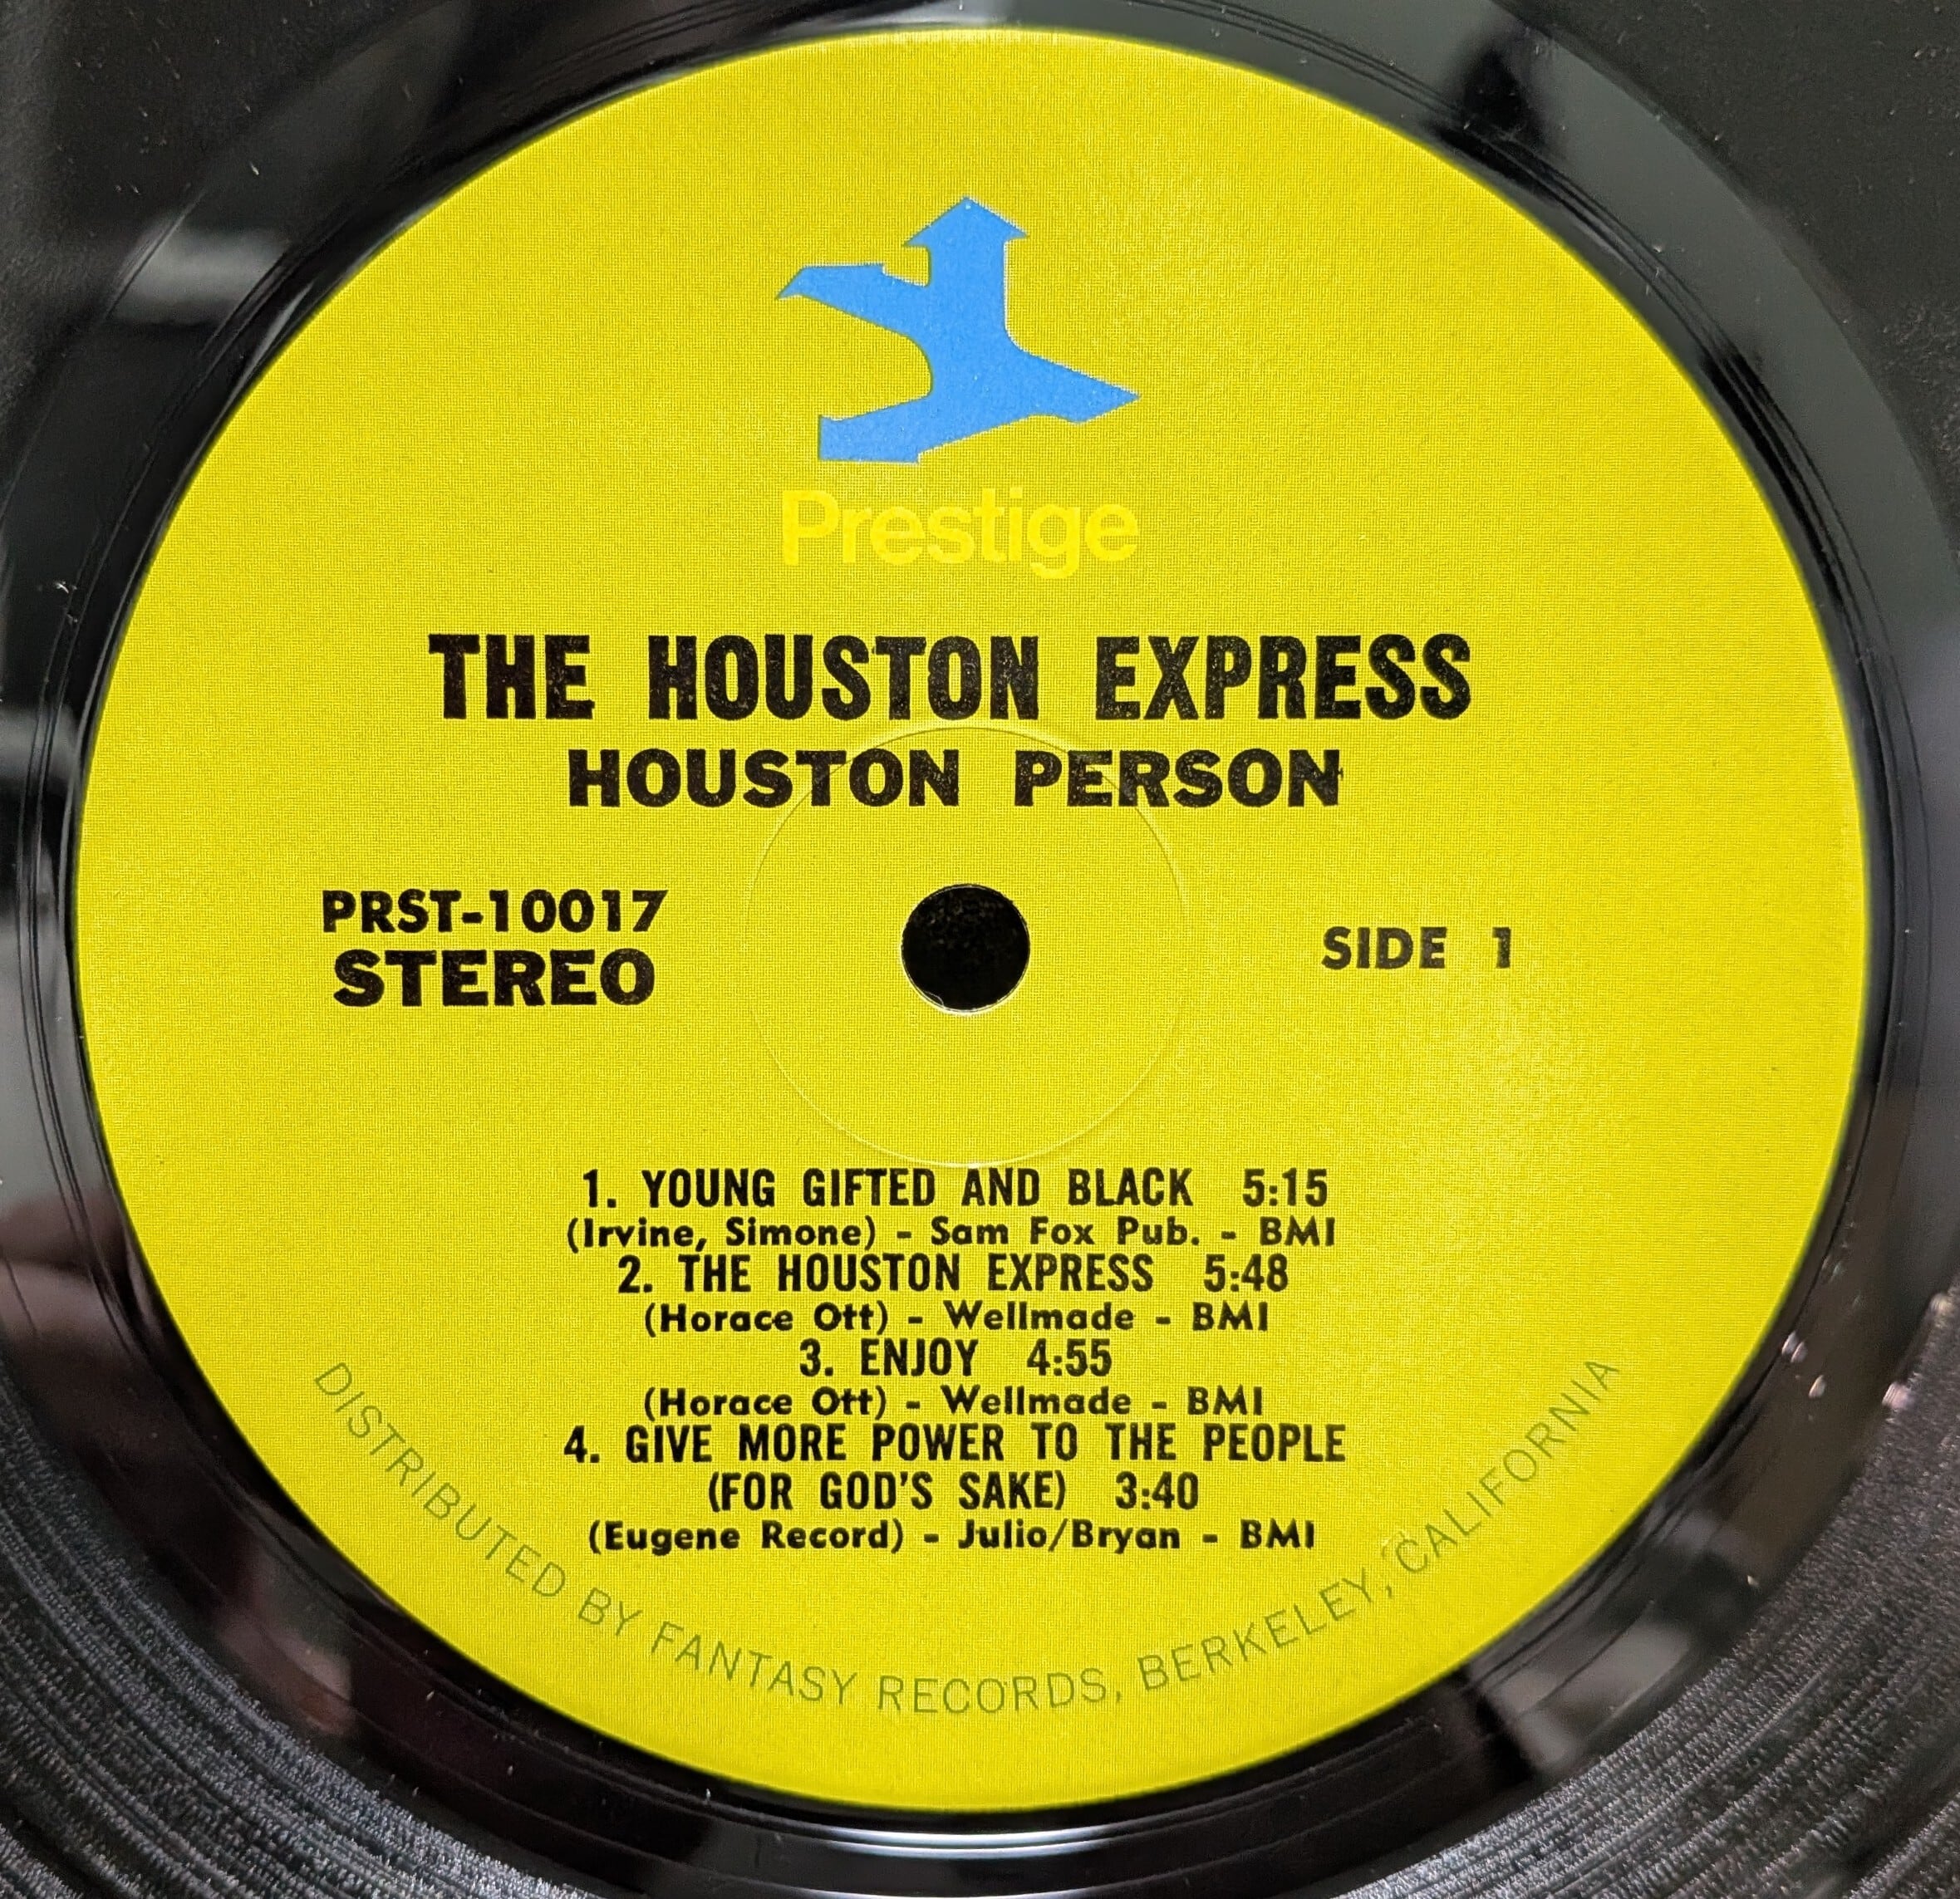 Prestige
THE HOUSTON EXPRESS
HOUSTON PERSON
PRST-10017
STEREO
SIDE 1
1. YOUNG GIFTED AND BLACK 5:15
(Irvine, Simone) - Sam Fox Pub. - BMI
2. THE HOUSTON EXPRESS 5:48
(Horace Ott) - Wellmade - BMI
3. ENJOY 4:55
(Horace Ott) - Wellmade - BMI
4. GIVE MORE POWER TO THE PEOPLE
(FOR GOD'S SAKE) 3:40
(Eugene Record) - Julio/Bryan - BMI
DISTRIBUTED BY FANTASY RECORDS, BERKELEY, CALIFORNIA